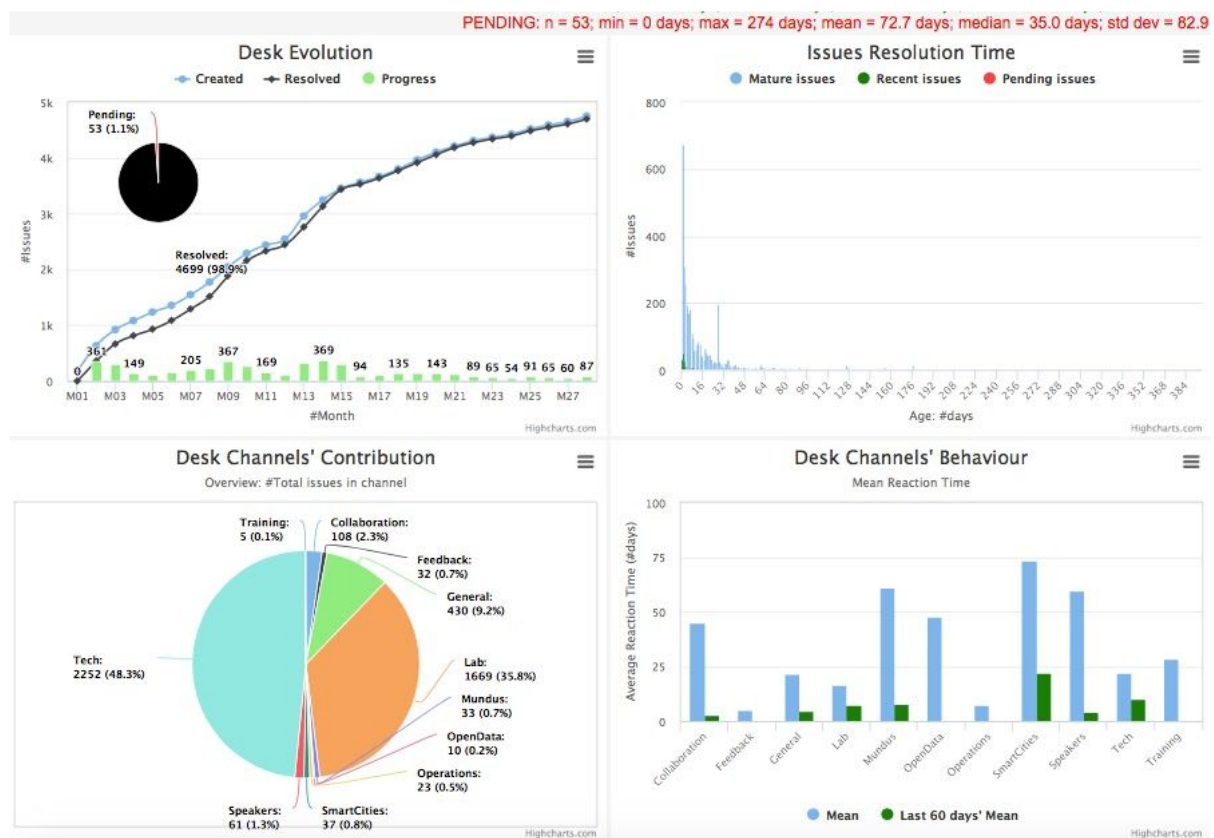 PENDING: n = 53; min = 0 days; max = 274 days; mean = 72.7 days; median = 35.0 days; std dev = 82.9
Desk Evolution
Created Resolved Progress
5k
4k
3k
2k
1k
0
#Issues
Pending:
53 (1.1%)
Resolved:
4699 (98.9%)
0 361 149 205 367 169 369 94 135 143 89 65 54 91 65 60 87
M01 M03 M05 M07 M09 M11 M13 M15 M17 M19 M21 M23 M25 M27
#Month
Highcharts.com
Issues Resolution Time
Mature issues Recent issues Pending issues
800
600
400
200
0
#Issues
0 16 32 48 64 80 96 112 128 144 160 176 192 208 224 240 256 272 288 304 320 336 352 368 384
Age: #days
Highcharts.com
Desk Channels' Contribution
Overview: #Total issues in channel
Training:
5 (0.1%)
Collaboration:
108 (2.3%)
Feedback:
32 (0.7%)
General:
430 (9.2%)
Tech:
2252 (48.3%)
Lab:
1669 (35.8%)
Mundus:
33 (0.7%)
OpenData:
10 (0.2%)
Operations:
23 (0.5%)
Speakers:
61 (1.3%)
SmartCities:
37 (0.8%)
Highcharts.com
Desk Channels' Behaviour
Mean Reaction Time
100
75
50
25
0
Average Reaction Time (#days)
Collaboration Feedback General Lab Mundus OpenData Operations SmartCities Speakers Tech Training
Mean Last 60 days' Mean
Highcharts.com